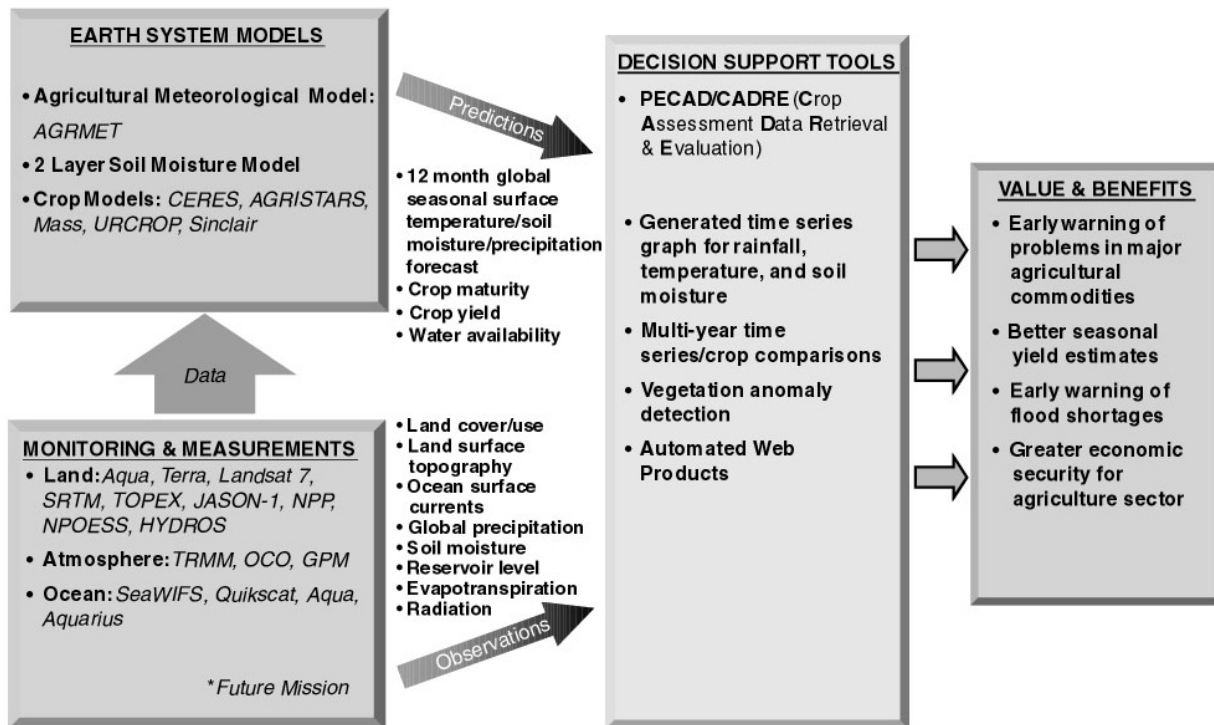 EARTH SYSTEM MODELS
• Agricultural Meteorological Model:
AGRMET
• 2 Layer Soil Moisture Model
• Crop Models: CERES, AGRISTARS,
Mass, URCROP, Sinclair
Data
MONITORING & MEASUREMENTS
• Land: Aqua, Terra, Landsat 7,
SRTM, TOPEX, JASON-1, NPP,
NPOESS, HYDROS
• Atmosphere: TRMM, OCO, GPM
• Ocean: SeaWIFS, Quikscat, Aqua,
Aquarius
*Future Mission
Predictions
• 12 month global
seasonal surface
temperature/soil
moisture/precipitation
forecast
• Crop maturity
• Crop yield
• Water availability
• Land cover/use
• Land surface
topography
• Ocean surface
currents
• Global precipitation
• Soil moisture
• Reservoir level
• Evapotranspiration
• Radiation
Observations
DECISION SUPPORT TOOLS
• PECAD/CADRE (Crop
Assessment Data Retrieval
& Evaluation)
• Generated time series
graph for rainfall,
temperature, and soil
moisture
• Multi-year time
series/crop comparisons
• Vegetation anomaly
detection
• Automated Web
Products
VALUE & BENEFITS
• Early warning of
problems in major
agricultural
commodities
• Better seasonal
yield estimates
• Early warning of
flood shortages
• Greater economic
security for
agriculture sector